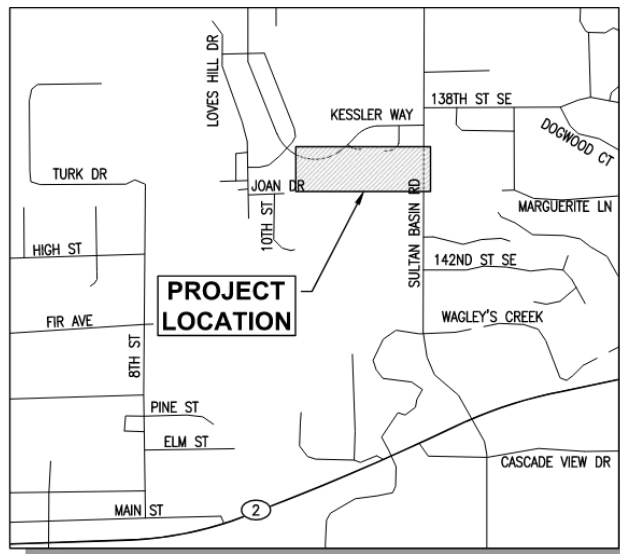 LOVES HILL DR
KESSLER WAY
138TH ST SE
DOGWOOD CT
TURK DR
JOAN DR
10TH ST
SULTAN BASIN RD
MARGUERITE LN
HIGH ST
142ND ST SE
PROJECT
LOCATION
FIR AVE
WAGLEY'S CREEK
8TH ST
PINE ST
ELM ST
CASCADE VIEW DR
MAIN ST
2